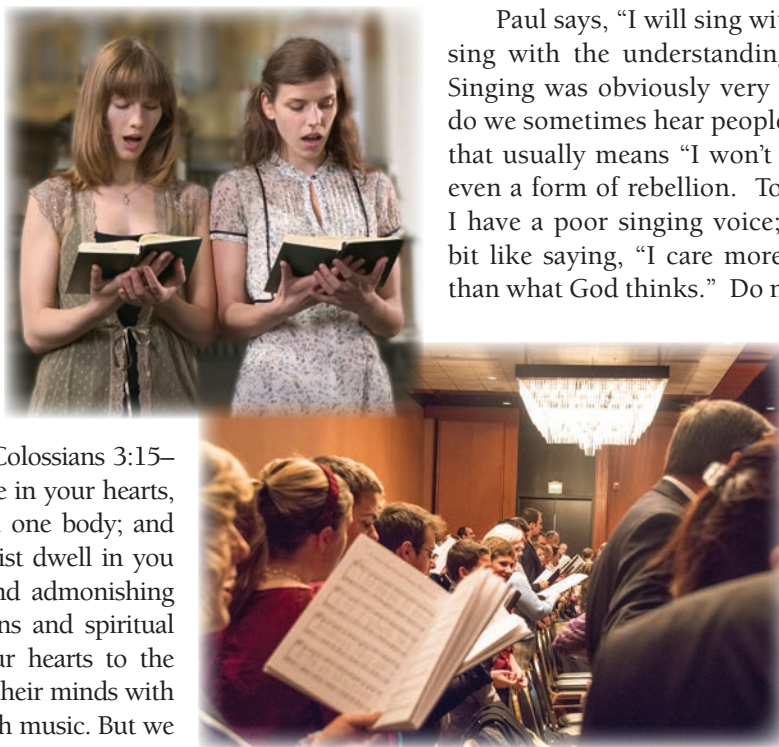 Paul says, “I will sing wit
sing with the understanding
Singing was obviously very
do we sometimes hear people
that usually means “I won’t
even a form of rebellion. To
I have a poor singing voice;
bit like saying, “I care more
than what God thinks.” Do n
Colossians 3:15–
e in your hearts,
one body; and
ist dwell in you
nd admonishing
ns and spiritual
ur hearts to the
their minds with
h music. But we